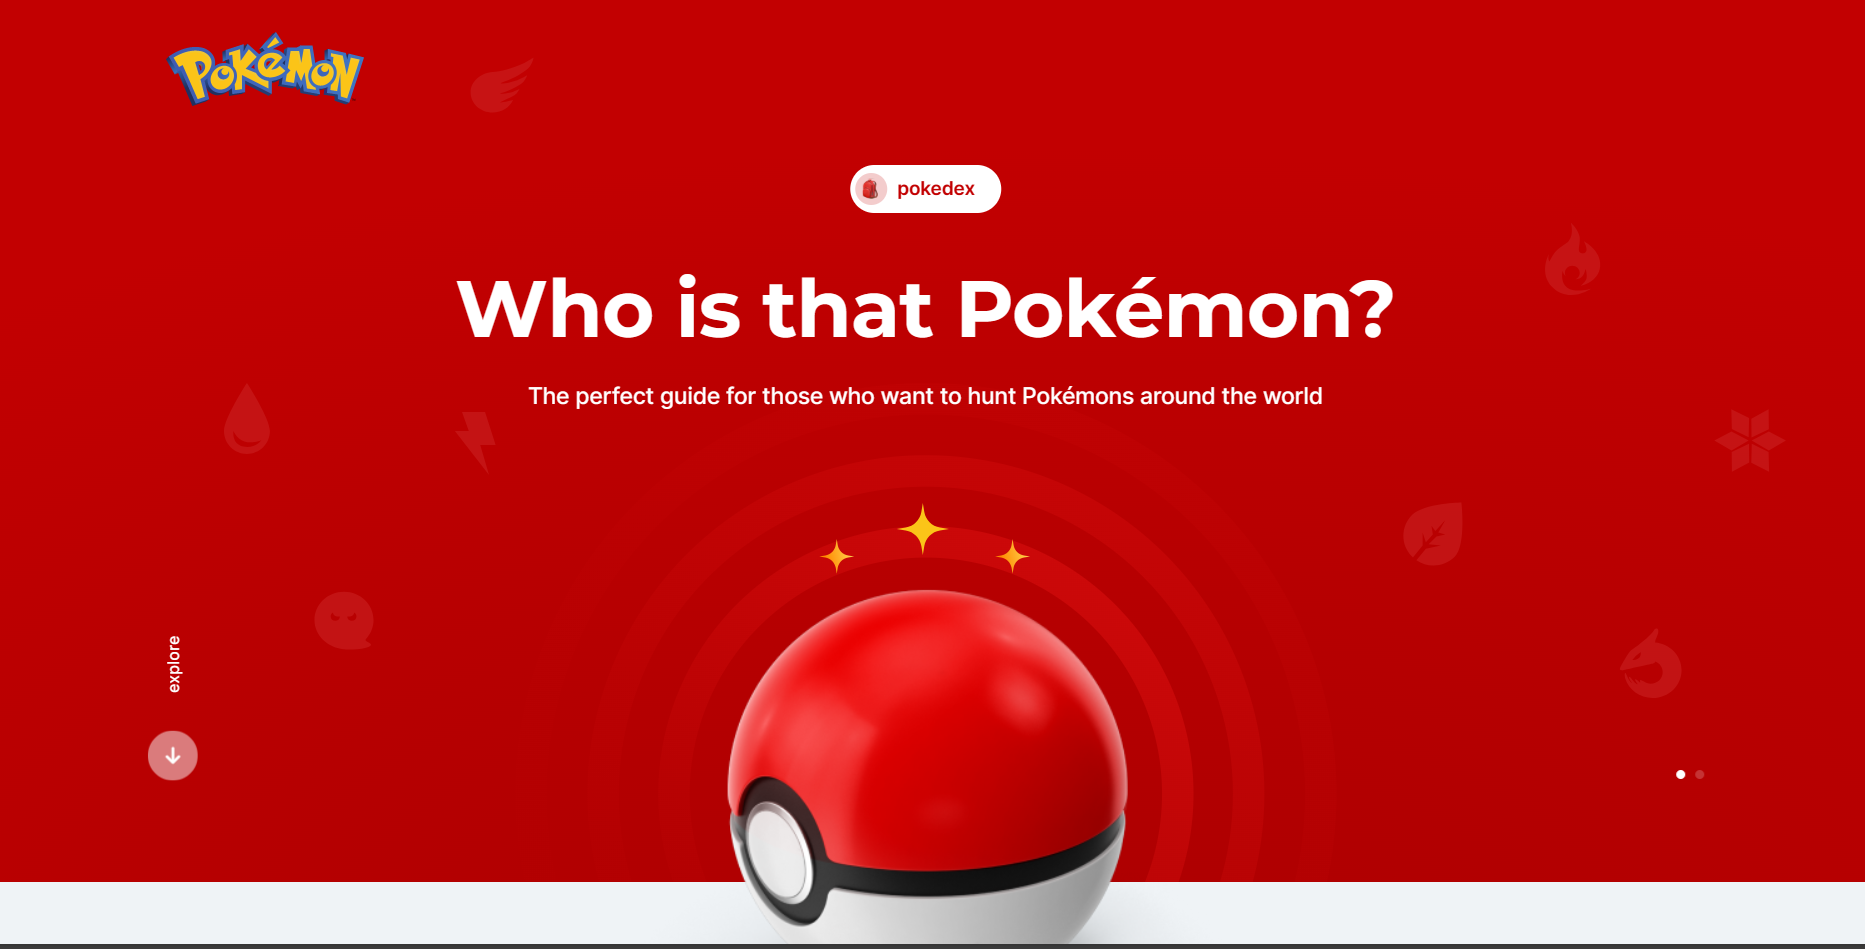 Pokémon
pokedex
Who is that Pokémon?
The perfect guide for those who want to hunt Pokémons around the world
explore